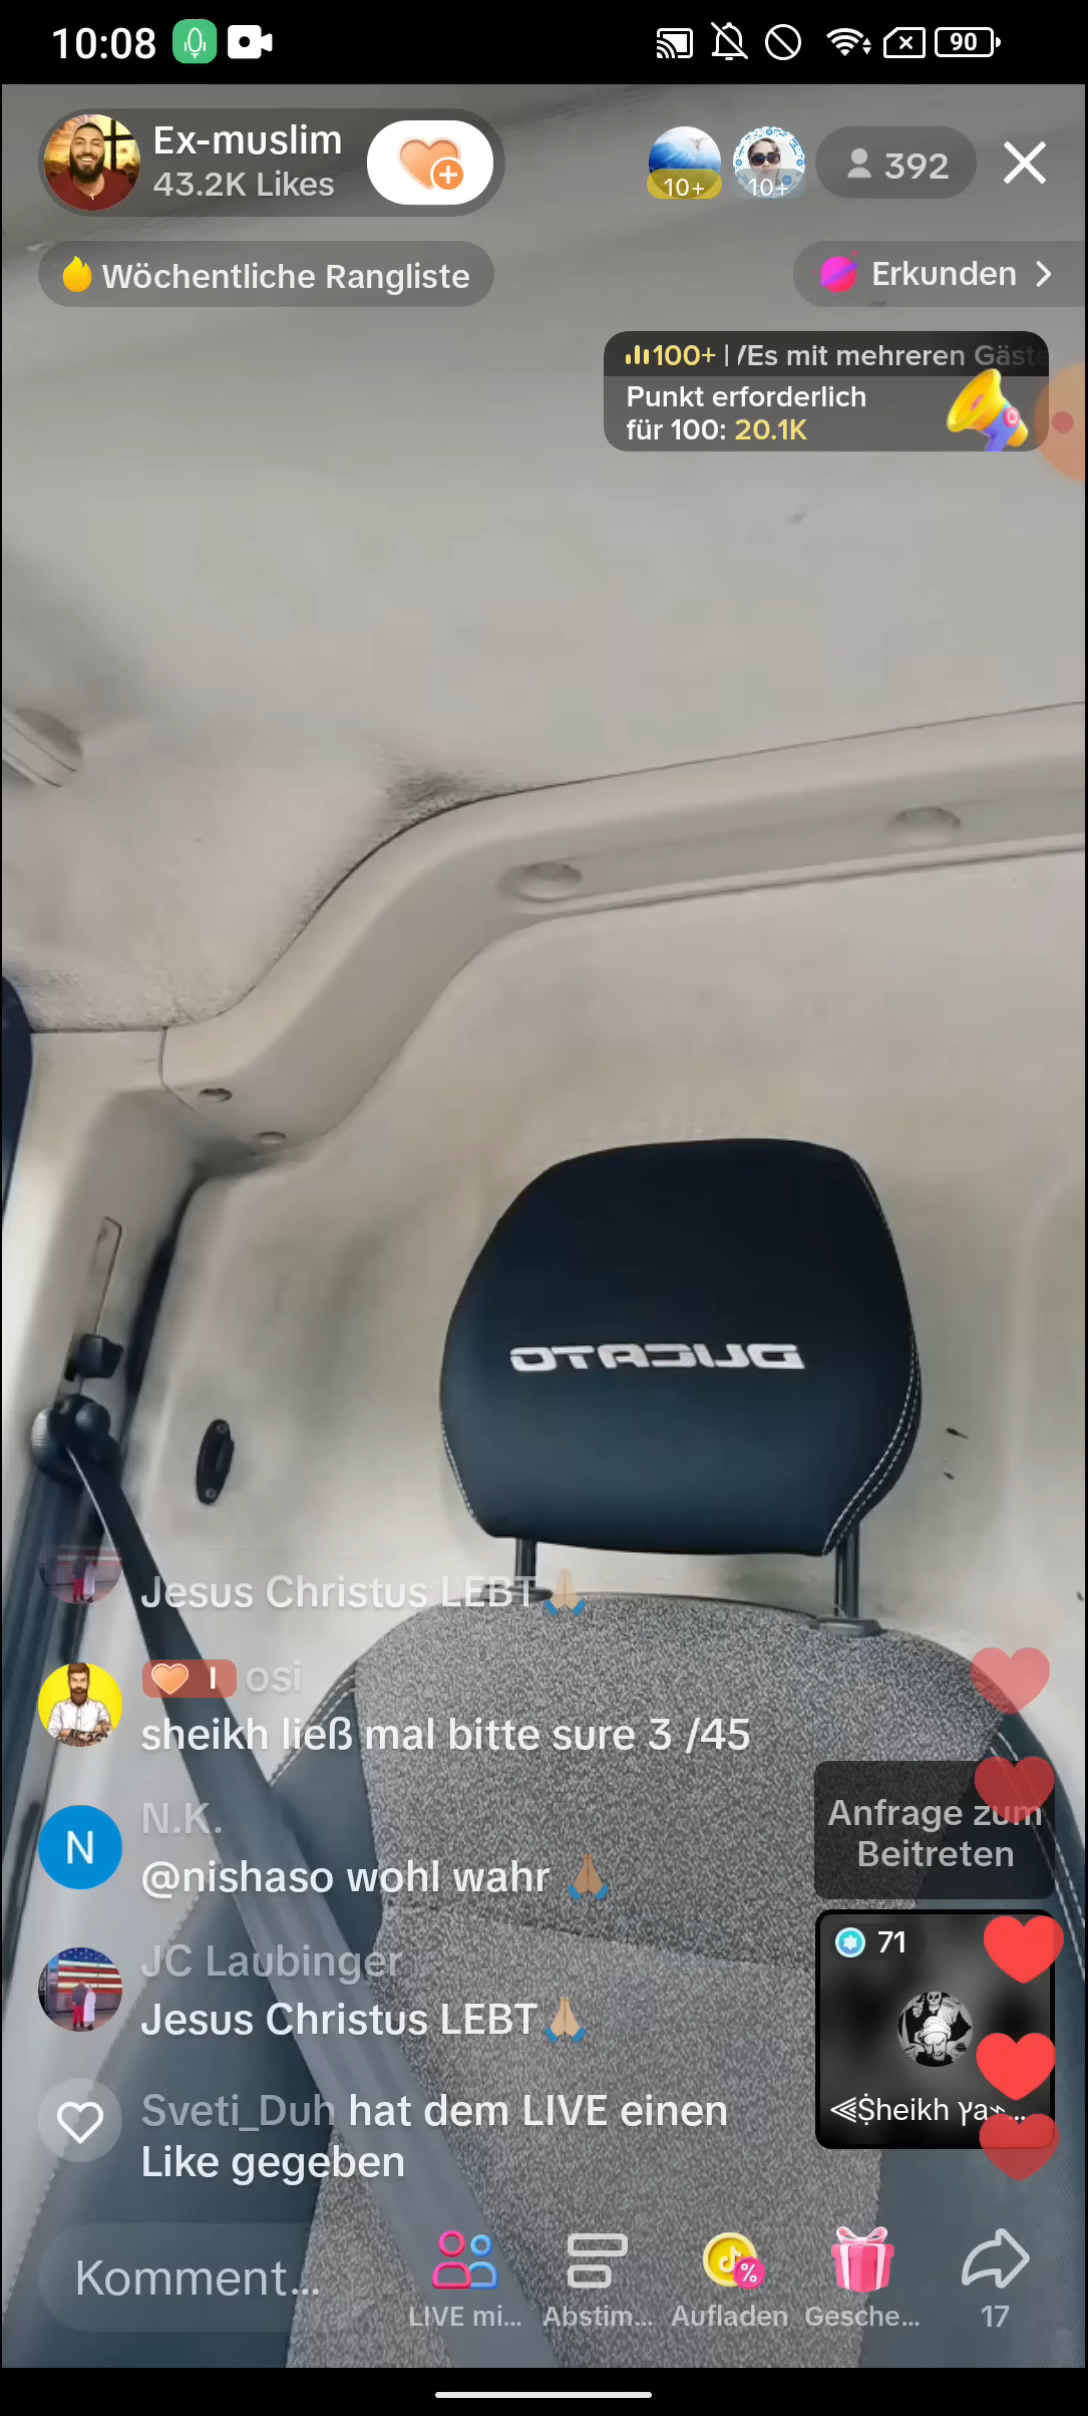 10:08
90
Ex-muslim
43.2K Likes
10+
10+
392
Wöchentliche Rangliste
Erkunden
100+ | /Es mit mehreren Gäste
Punkt erforderlich
für 100: 20.1K
DUCATO
Jesus Christus LEBT🙏🏼
I osi
sheikh ließ mal bitte sure 3 /45
N
N.K.
@nishaso wohl wahr 🙏🏽
Anfrage zum
Beitreten
JC Laubinger
Jesus Christus LEBT🙏🏼
71
Sveti_Duh hat dem LIVE einen
Like gegeben
Komment...
LIVE mi...
Abstim...
Aufladen
Gesche...
17